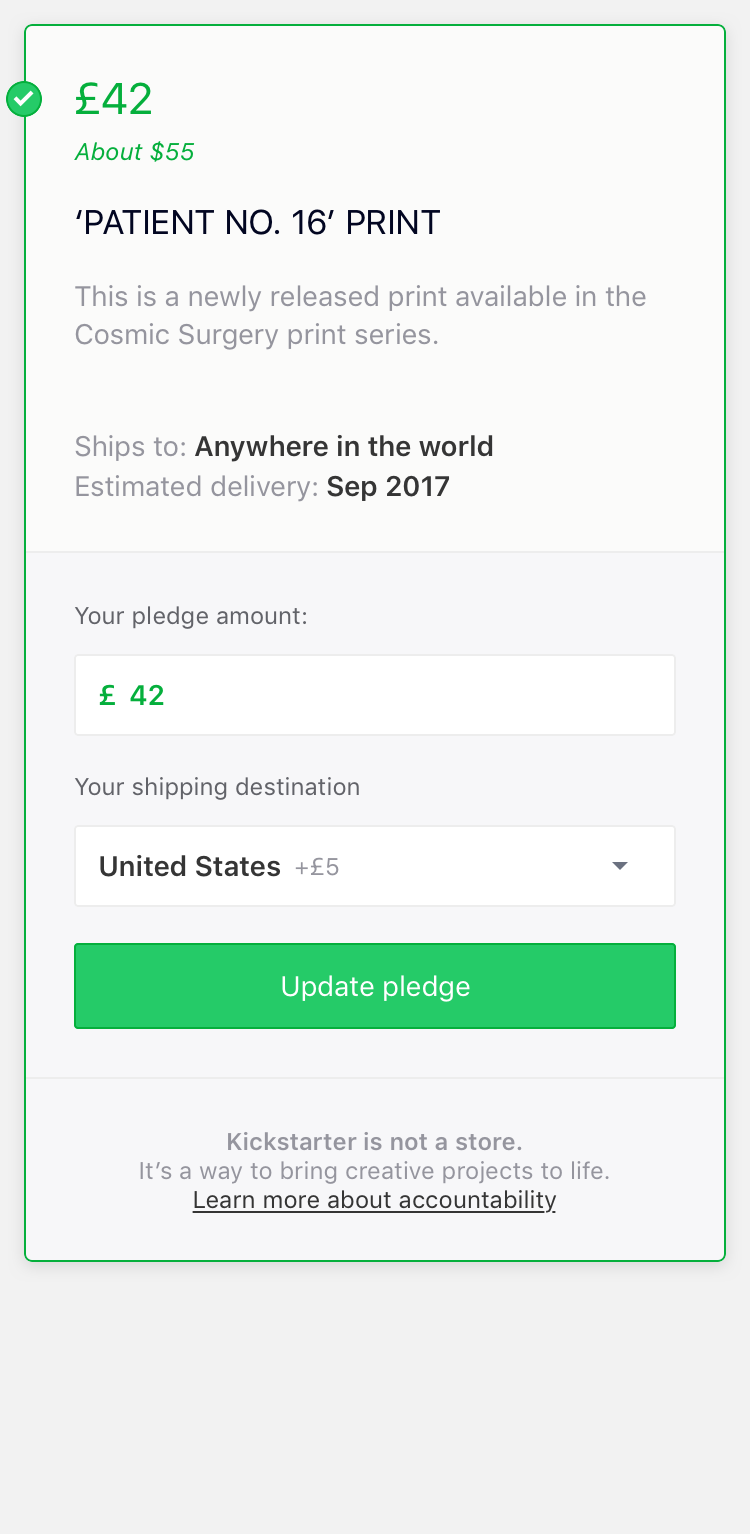 £42
About $55
‘PATIENT NO. 16’ PRINT
This is a newly released print available in the
Cosmic Surgery print series.
Ships to: Anywhere in the world
Estimated delivery: Sep 2017
Your pledge amount:
£ 42
Your shipping destination
United States +£5
Update pledge
Kickstarter is not a store.
It’s a way to bring creative projects to life.
Learn more about accountability